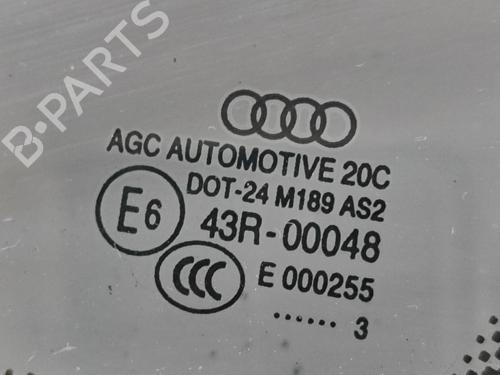 B-PARTS
AGC AUTOMOTIVE 20C
DOT-24 M189 AS2
E6
43R-00048
CCC
E 000255
...... 3